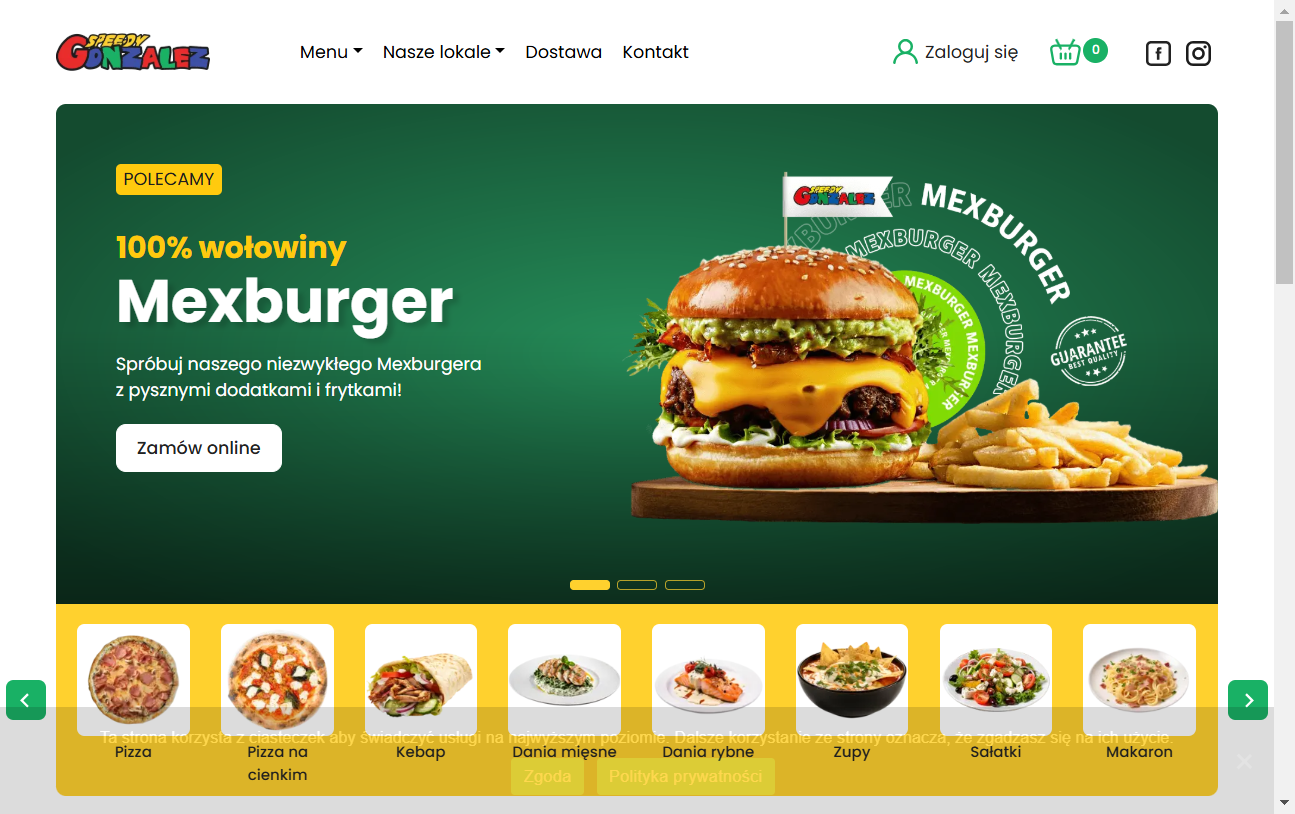 SPEEDY
GONZALEZ
Menu
Nasze lokale
Dostawa
Kontakt
Zaloguj się
0
POLECAMY
100% wołowiny
Mexburger
Spróbuj naszego niezwykłego Mexburgera
z pysznymi dodatkami i frytkami!
Zamów online
SPEEDY
GONZALEZ
MEXBURGER
MEXBURGER MEXBURGER
MEXBURGER MEXBURGER
GUARANTEE
BEST QUALITY
Ta strona korzysta z ciasteczek aby świadczyć usługi na najwyższym poziomie. Dalsze korzystanie ze strony oznacza, że zgadzasz się na ich użycie.
Pizza
Pizza na
cienkim
Kebap
Dania mięsne
Dania rybne
Zupy
Sałatki
Makaron
Zgoda
Polityka prywatności